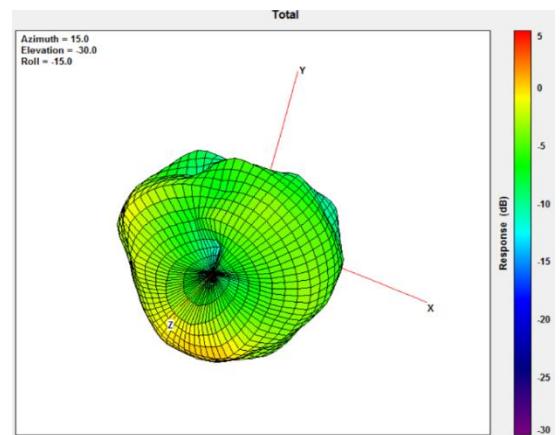 Total
Azimuth = 15.0
Elevation = -30.0
Roll = -15.0
Y
X
Z
5
0
-5
-10
-15
-20
-25
-30
Response (dB)